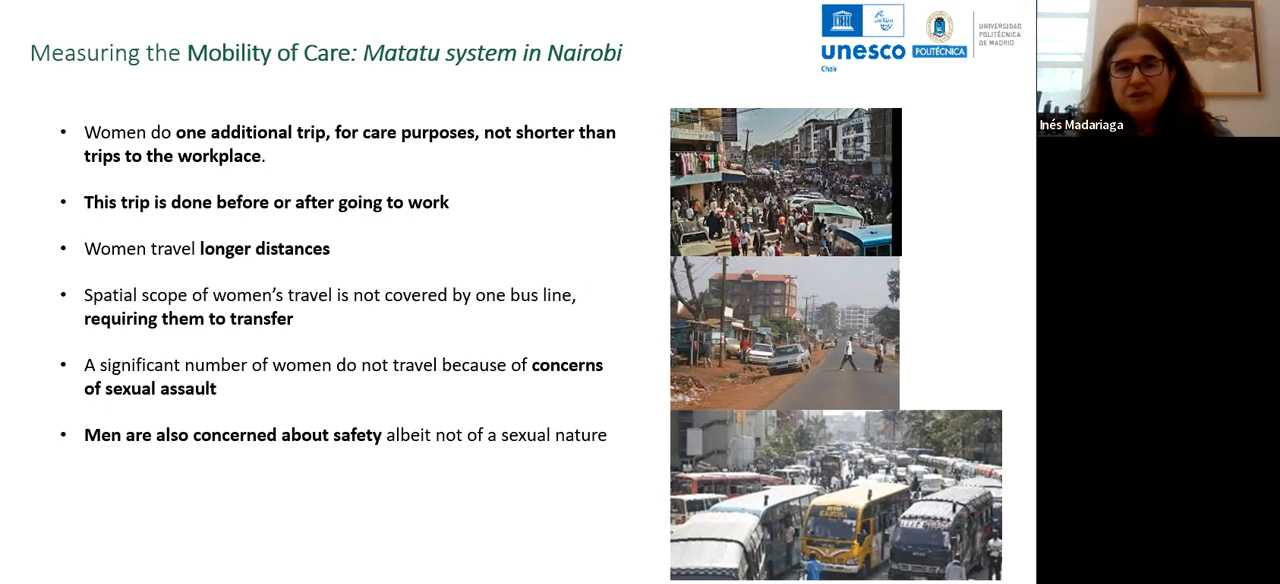 Measuring the Mobility of Care: Matatu system in Nairobi
unesco
Chair
POLITÉCNICA
UNIVERSIDAD
POLITÉCNICA
DE MADRID
Inés Madariaga
• Women do one additional trip, for care purposes, not shorter than
trips to the workplace.
• This trip is done before or after going to work
• Women travel longer distances
• Spatial scope of women’s travel is not covered by one bus line,
requiring them to transfer
• A significant number of women do not travel because of concerns
of sexual assault
• Men are also concerned about safety albeit not of a sexual nature